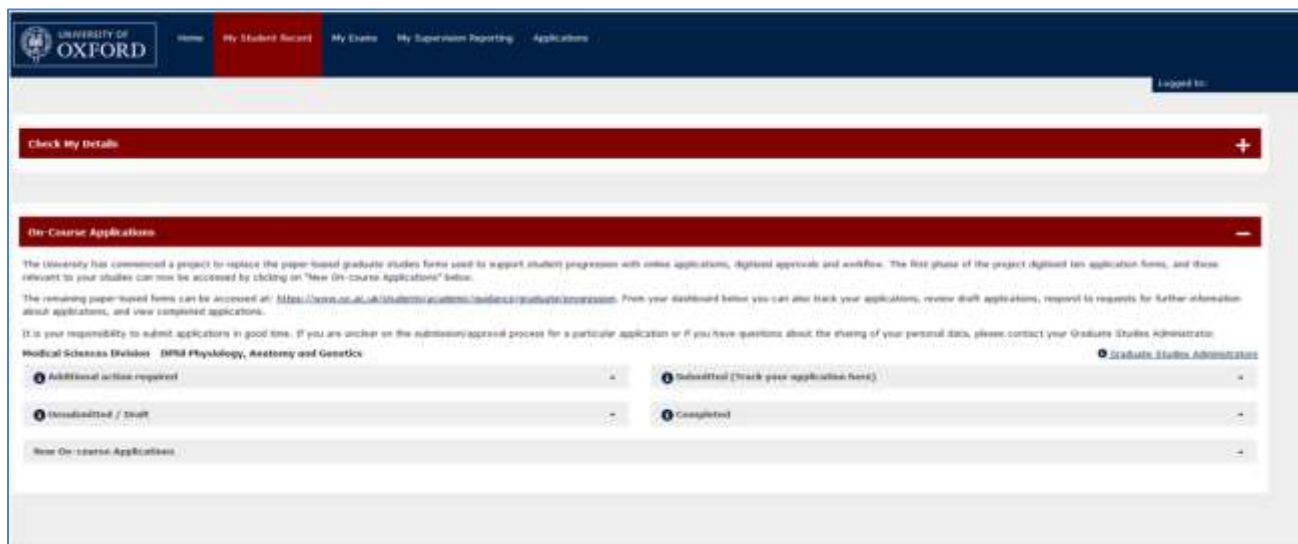 UNIVERSITY OF
OXFORD
Home My Student Record My Exams My Supervision Reporting Applications
Logged In:
Check My Details
On-Course Applications
The University has commenced a project to replace the paper-based graduate studies forms used to support student progression with online applications, digitised approvals and workflow. The first phase of the project digitised ten application forms, and those
relevant to your studies can now be accessed by clicking on "New On-course Applications" below.
The remaining paper-based forms can be accessed at: https://www.ox.ac.uk/students/academic/guidance/graduate/progression. From your dashboard below you can also track your applications, review draft applications, respond to requests for further information
about applications, and view completed applications.
It is your responsibility to submit applications in good time. If you are unclear on the submission/approval process for a particular application or if you have questions about the sharing of your personal data, please contact your Graduate Studies Administrator.
Medical Sciences Division DPhil Physiology, Anatomy and Genetics Graduate Studies Administrators
Additional action required Submitted (Track your application here)
Unsubmitted / Draft Completed
New On-course Applications